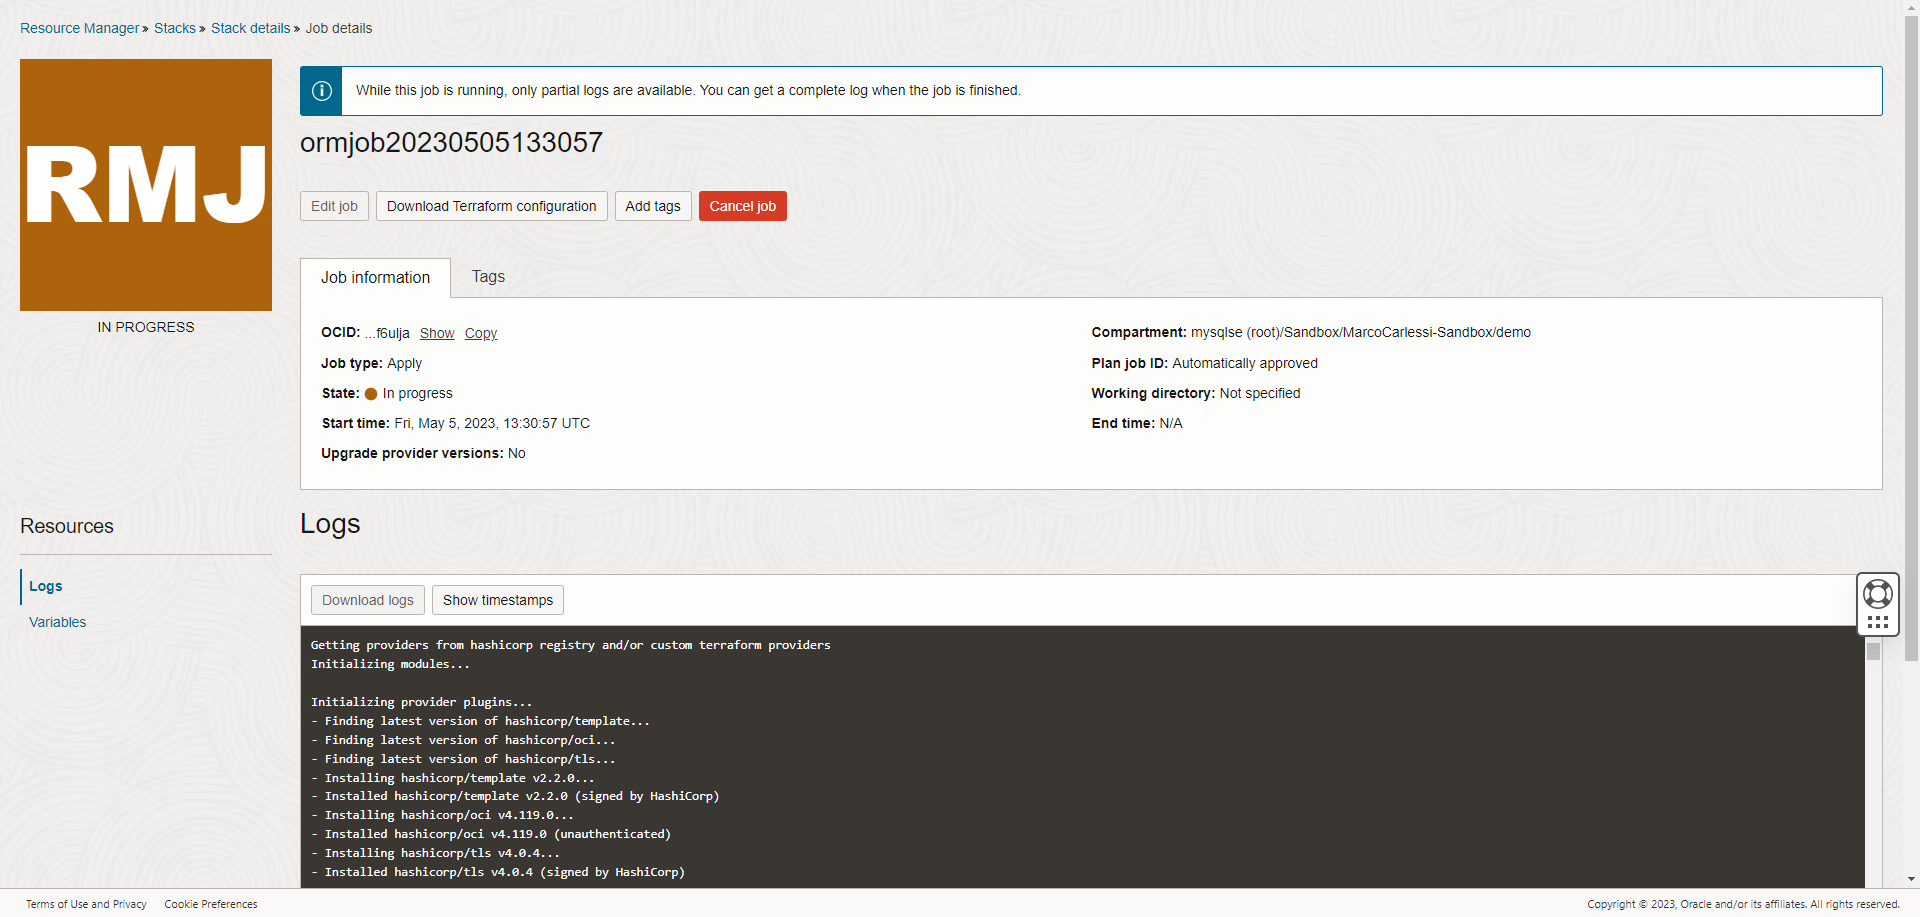 Resource Manager » Stacks » Stack details » Job details
RMJ
IN PROGRESS
While this job is running, only partial logs are available. You can get a complete log when the job is finished.
ormjob20230505133057
Edit job Download Terraform configuration Add tags Cancel job
Job information Tags
OCID: ...f6ulja Show Copy
Job type: Apply
State: In progress
Start time: Fri, May 5, 2023, 13:30:57 UTC
Upgrade provider versions: No
Compartment: mysqlse (root)/Sandbox/MarcoCarlessi-Sandbox/demo
Plan job ID: Automatically approved
Working directory: Not specified
End time: N/A
Resources
Logs
Variables
Logs
Download logs Show timestamps
Getting providers from hashicorp registry and/or custom terraform providers
Initializing modules...
Initializing provider plugins...
- Finding latest version of hashicorp/template...
- Finding latest version of hashicorp/oci...
- Finding latest version of hashicorp/tls...
- Installing hashicorp/template v2.2.0...
- Installed hashicorp/template v2.2.0 (signed by HashiCorp)
- Installing hashicorp/oci v4.119.0...
- Installed hashicorp/oci v4.119.0 (unauthenticated)
- Installing hashicorp/tls v4.0.4...
- Installed hashicorp/tls v4.0.4 (signed by HashiCorp)
Terms of Use and Privacy Cookie Preferences
Copyright © 2023, Oracle and/or its affiliates. All rights reserved.